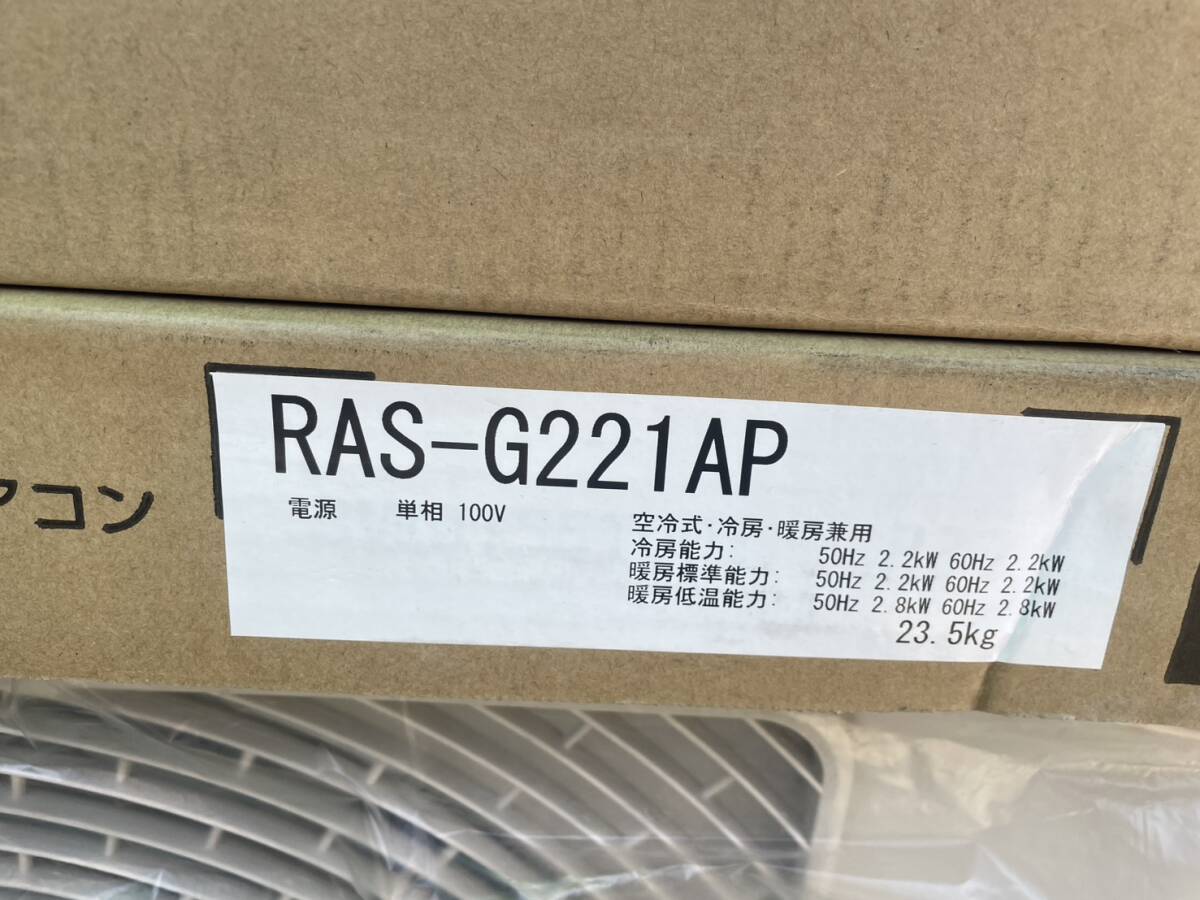 RAS-G221AP
アコン
電源 単相 100V
空冷式・冷房・暖房兼用
冷房能力: 50Hz 2.2kW 60Hz 2.2kW
暖房標準能力: 50Hz 2.2kW 60Hz 2.2kW
暖房低温能力: 50Hz 2.8kW 60Hz 2.8kW
23.5kg